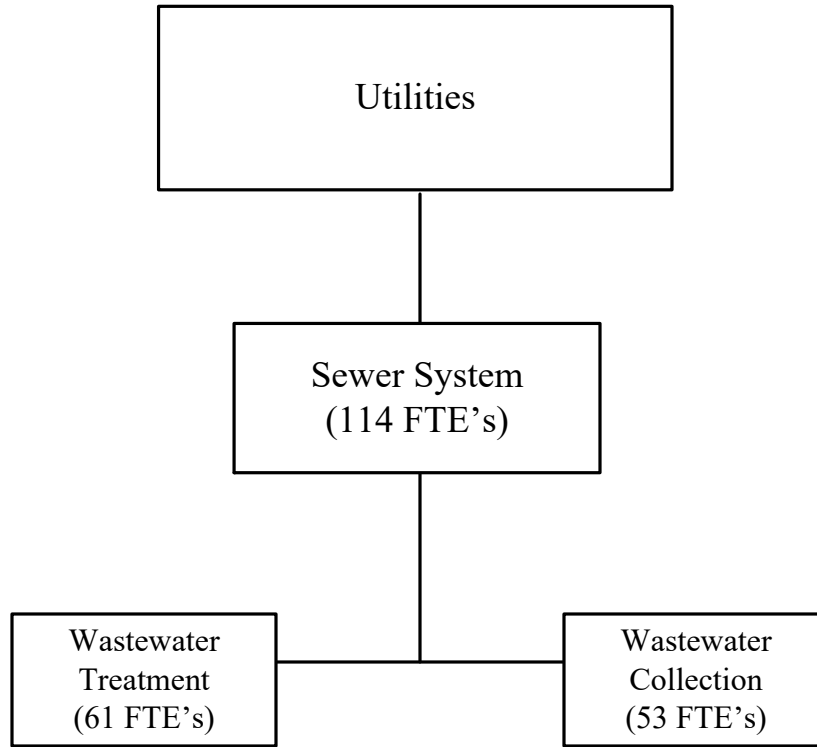 Utilities
Sewer System
(114 FTE’s)
Wastewater
Treatment
(61 FTE’s)
Wastewater
Collection
(53 FTE’s)